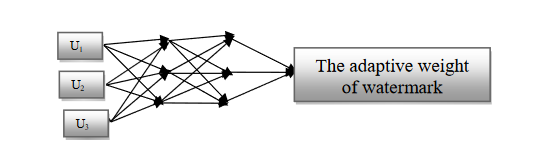 U₁
U₂
U₃
The adaptive weight
of watermark